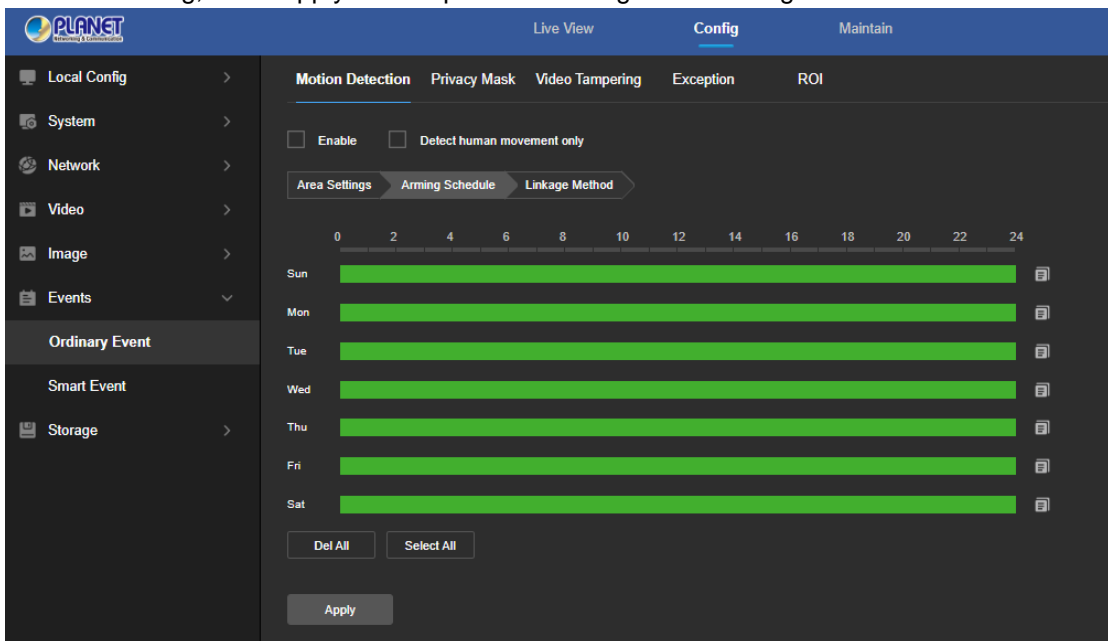 PLANET
Networking & Communication
Live View
Config
Maintain
Local Config
System
Network
Video
Image
Events
Ordinary Event
Smart Event
Storage
Motion Detection Privacy Mask Video Tampering Exception ROI
Enable Detect human movement only
Area Settings Arming Schedule Linkage Method
0 2 4 6 8 10 12 14 16 18 20 22 24
Sun
Mon
Tue
Wed
Thu
Fri
Sat
Del All Select All
Apply